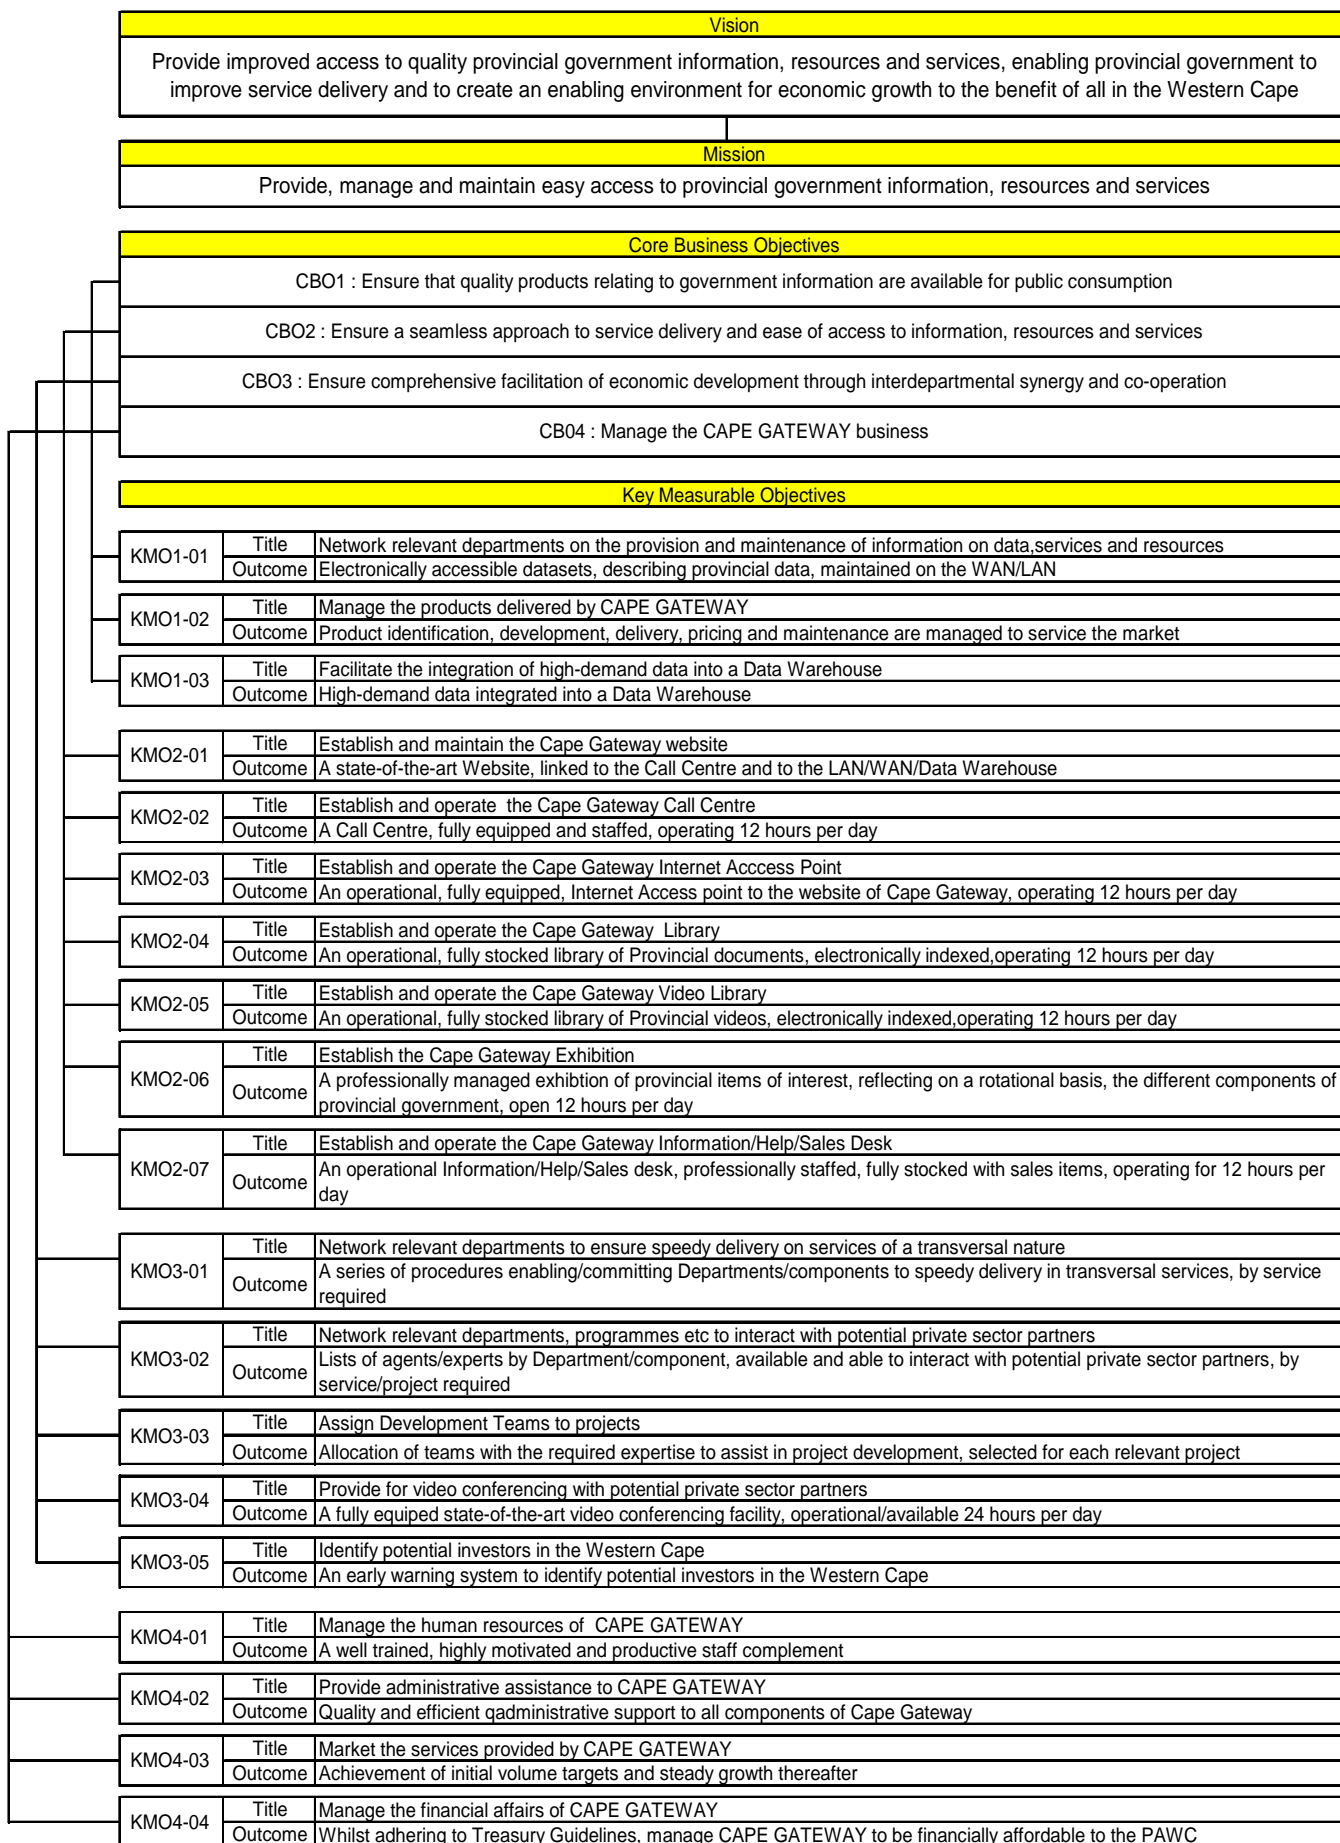 Vision
Provide improved access to quality provincial government information, resources and services, enabling provincial government to
improve service delivery and to create an enabling environment for economic growth to the benefit of all in the Western Cape
Mission
Provide, manage and maintain easy access to provincial government information, resources and services
Core Business Objectives
CBO1 : Ensure that quality products relating to government information are available for public consumption
CBO2 : Ensure a seamless approach to service delivery and ease of access to information, resources and services
CBO3 : Ensure comprehensive facilitation of economic development through interdepartmental synergy and co-operation
CB04 : Manage the CAPE GATEWAY business
Key Measurable Objectives
KMO1-01
Title Network relevant departments on the provision and maintenance of information on data,services and resources
Outcome Electronically accessible datasets, describing provincial data, maintained on the WAN/LAN
KMO1-02
Title Manage the products delivered by CAPE GATEWAY
Outcome Product identification, development, delivery, pricing and maintenance are managed to service the market
KMO1-03
Title Facilitate the integration of high-demand data into a Data Warehouse
Outcome High-demand data integrated into a Data Warehouse
KMO2-01
Title Establish and maintain the Cape Gateway website
Outcome A state-of-the-art Website, linked to the Call Centre and to the LAN/WAN/Data Warehouse
KMO2-02
Title Establish and operate  the Cape Gateway Call Centre
Outcome A Call Centre, fully equipped and staffed, operating 12 hours per day
KMO2-03
Title Establish and operate the Cape Gateway Internet Acccess Point
Outcome An operational, fully equipped, Internet Access point to the website of Cape Gateway, operating 12 hours per day
KMO2-04
Title Establish and operate the Cape Gateway  Library
Outcome An operational, fully stocked library of Provincial documents, electronically indexed,operating 12 hours per day
KMO2-05
Title Establish and operate the Cape Gateway Video Library
Outcome An operational, fully stocked library of Provincial videos, electronically indexed,operating 12 hours per day
KMO2-06
Title Establish the Cape Gateway Exhibition
Outcome A professionally managed exhibtion of provincial items of interest, reflecting on a rotational basis, the different components of
provincial government, open 12 hours per day
KMO2-07
Title Establish and operate the Cape Gateway Information/Help/Sales Desk
Outcome An operational Information/Help/Sales desk, professionally staffed, fully stocked with sales items, operating for 12 hours per
day
KMO3-01
Title Network relevant departments to ensure speedy delivery on services of a transversal nature
Outcome A series of procedures enabling/committing Departments/components to speedy delivery in transversal services, by service
required
KMO3-02
Title Network relevant departments, programmes etc to interact with potential private sector partners
Outcome Lists of agents/experts by Department/component, available and able to interact with potential private sector partners, by
service/project required
KMO3-03
Title Assign Development Teams to projects
Outcome Allocation of teams with the required expertise to assist in project development, selected for each relevant project
KMO3-04
Title Provide for video conferencing with potential private sector partners
Outcome A fully equiped state-of-the-art video conferencing facility, operational/available 24 hours per day
KMO3-05
Title Identify potential investors in the Western Cape
Outcome An early warning system to identify potential investors in the Western Cape
KMO4-01
Title Manage the human resources of  CAPE GATEWAY
Outcome A well trained, highly motivated and productive staff complement
KMO4-02
Title Provide administrative assistance to CAPE GATEWAY
Outcome Quality and efficient qadministrative support to all components of Cape Gateway
KMO4-03
Title Market the services provided by CAPE GATEWAY
Outcome Achievement of initial volume targets and steady growth thereafter
KMO4-04
Title Manage the financial affairs of CAPE GATEWAY
Outcome Whilst adhering to Treasury Guidelines, manage CAPE GATEWAY to be financially affordable to the PAWC